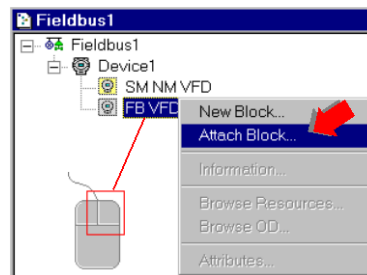 Fieldbus1
Fieldbus1
Device1
SM NM VFD
FB VFD
New Block...
Attach Block...
Information...
Browse Resources...
Browse OD...
Attributes...